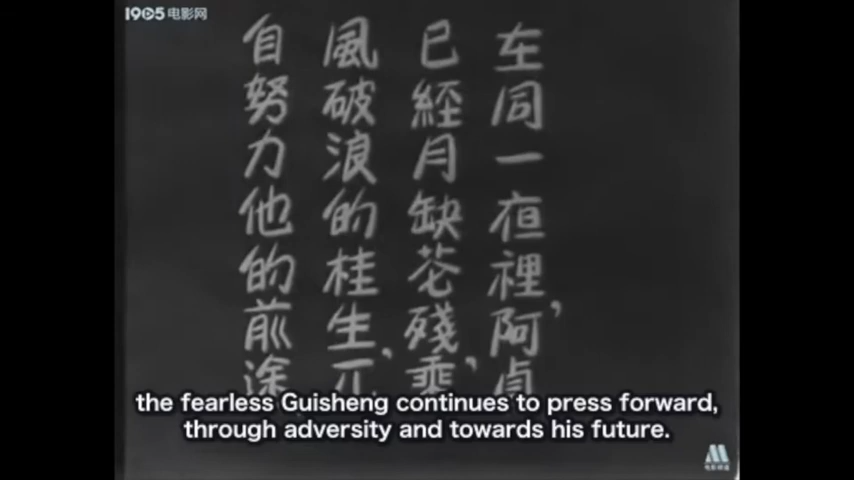 1905电影网
在同一夜裡，阿貞
已經月缺花殘，乘
風破浪的桂生，兀
自努力他的前途
the fearless Guisheng continues to press forward,
through adversity and towards his future.